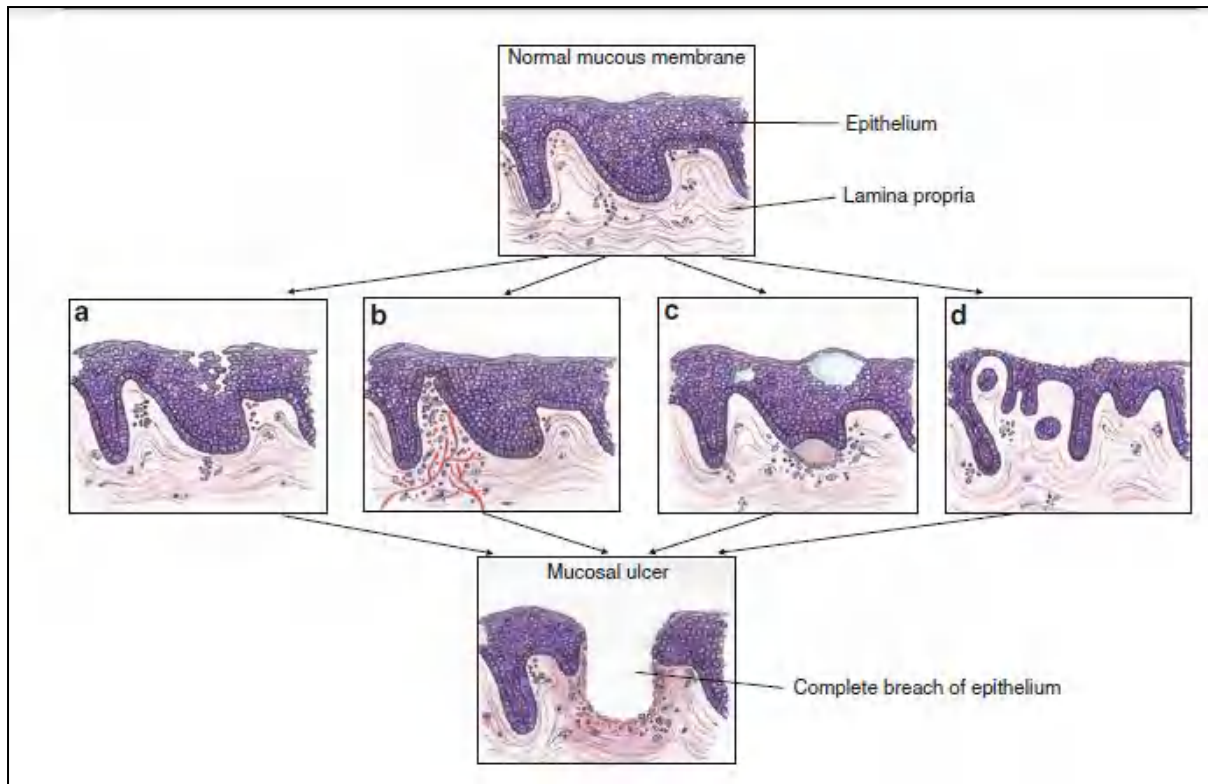 Normal mucous membrane
Epithelium
Lamina propria
a
b
c
d
Mucosal ulcer
Complete breach of epithelium